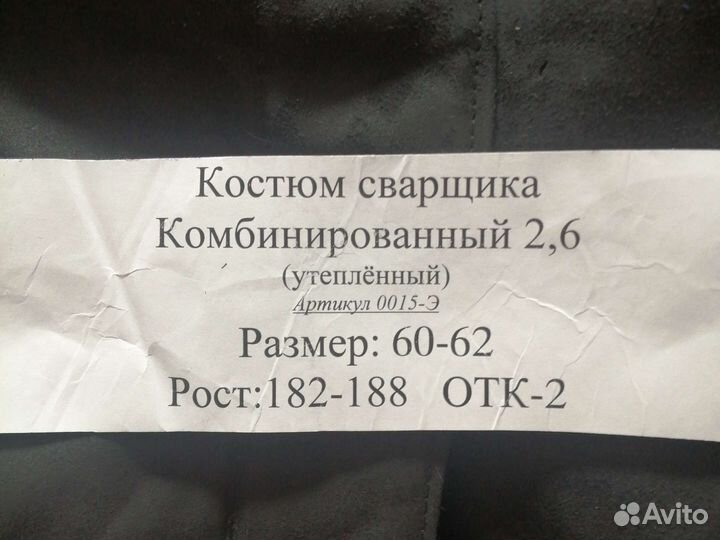 Костюм сварщика
Комбинированный 2,6
(утеплённый)
Артикул 0015-Э
Размер: 60-62
Рост:182-188 ОТК-2
Avito